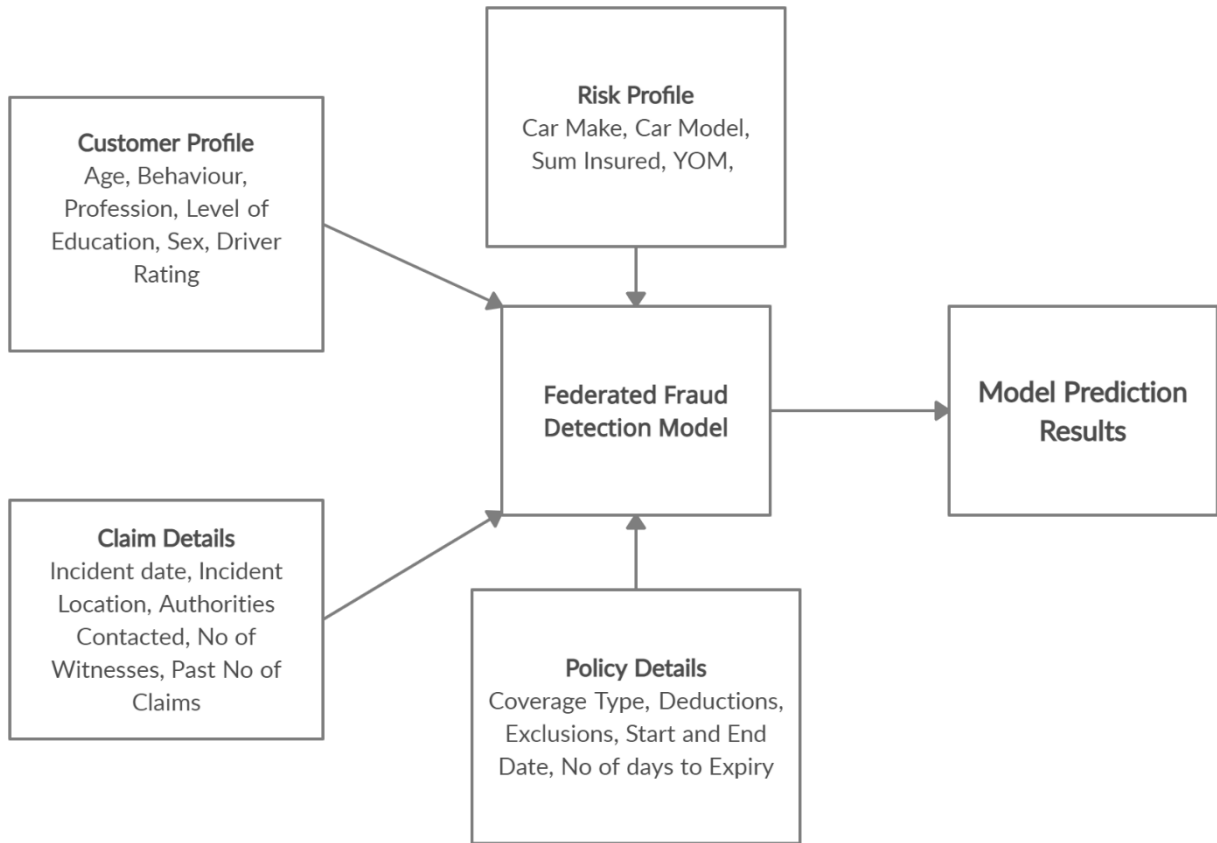 Customer Profile
Age, Behaviour,
Profession, Level of
Education, Sex, Driver
Rating
Risk Profile
Car Make, Car Model,
Sum Insured, YOM,
Federated Fraud
Detection Model
Model Prediction
Results
Claim Details
Incident date, Incident
Location, Authorities
Contacted, No of
Witnesses, Past No of
Claims
Policy Details
Coverage Type, Deductions,
Exclusions, Start and End
Date, No of days to Expiry